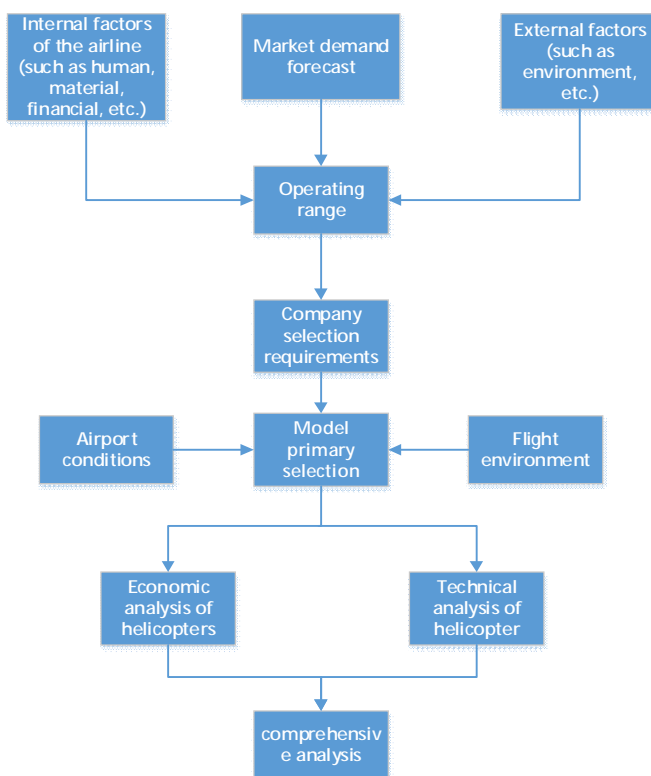 Internal factors
of the airline
(such as human,
material,
financial, etc.)
Market demand
forecast
External factors
(such as
environment,
etc.)
Operating
range
Company
selection
requirements
Airport
conditions
Model
primary
selection
Flight
environment
Economic
analysis of
helicopters
Technical
analysis of
helicopter
comprehensiv
e analysis